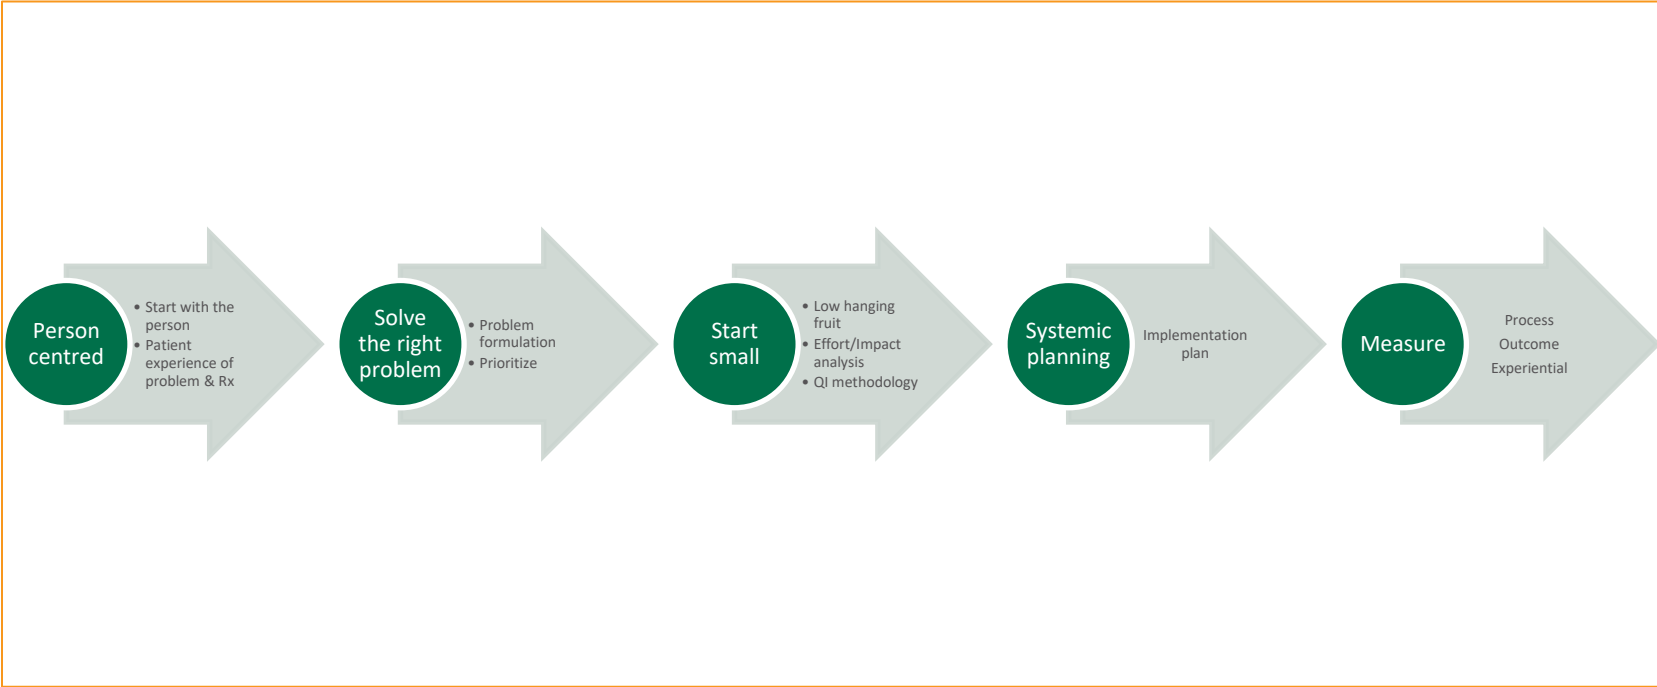 Person
centred
• Start with the
person
• Patient
experience of
problem & Rx
Solve
the right
problem
• Problem
formulation
• Prioritize
Start
small
• Low hanging
fruit
• Effort/Impact
analysis
• QI methodology
Systemic
planning
Implementation
plan
Measure
Process
Outcome
Experiential